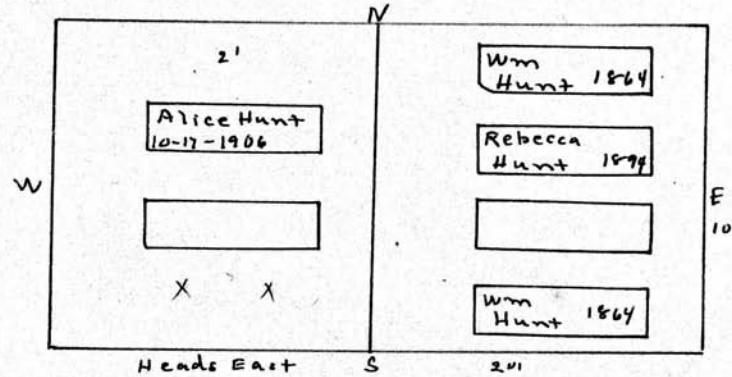 N
2'
Wm
Hunt 1864
Alice Hunt
10-17-1906
Rebecca
Hunt 1894
W
E
10
X X
Wm
Hunt 1864
Heads East S